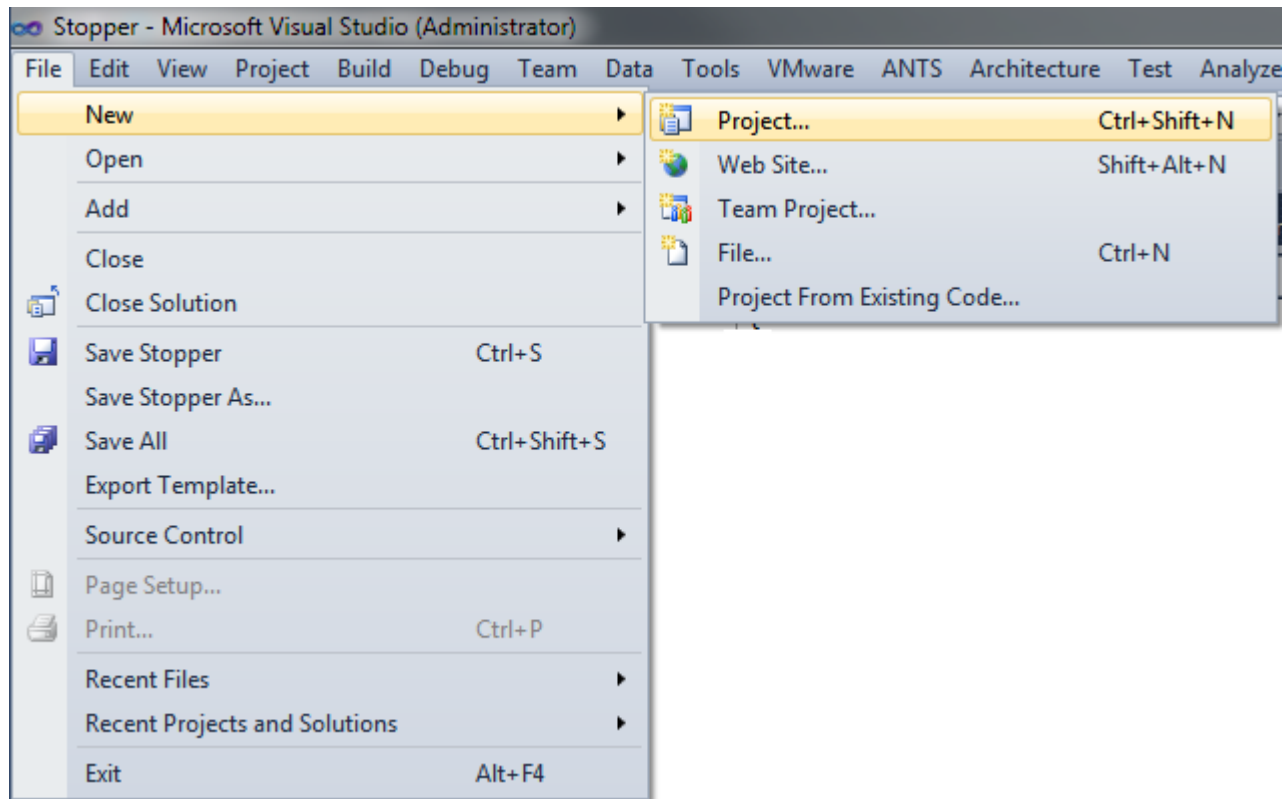 Stopper - Microsoft Visual Studio (Administrator)
File Edit View Project Build Debug Team Data Tools VMware ANTS Architecture Test Analyze
New
Open
Add
Close
Close Solution
Save Stopper Ctrl+S
Save Stopper As...
Save All Ctrl+Shift+S
Export Template...
Source Control
Page Setup...
Print... Ctrl+P
Recent Files
Recent Projects and Solutions
Exit Alt+F4
Project... Ctrl+Shift+N
Web Site... Shift+Alt+N
Team Project...
File... Ctrl+N
Project From Existing Code...